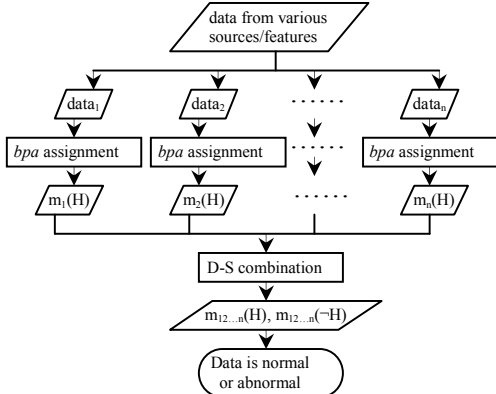 data from various
sources/features
data₁ data₂ ...... dataₙ
bpa assignment bpa assignment ...... bpa assignment
m₁(H) m₂(H) ...... mₙ(H)
D-S combination
m₁₂…ₙ(H), m₁₂…ₙ(¬H)
Data is normal
or abnormal